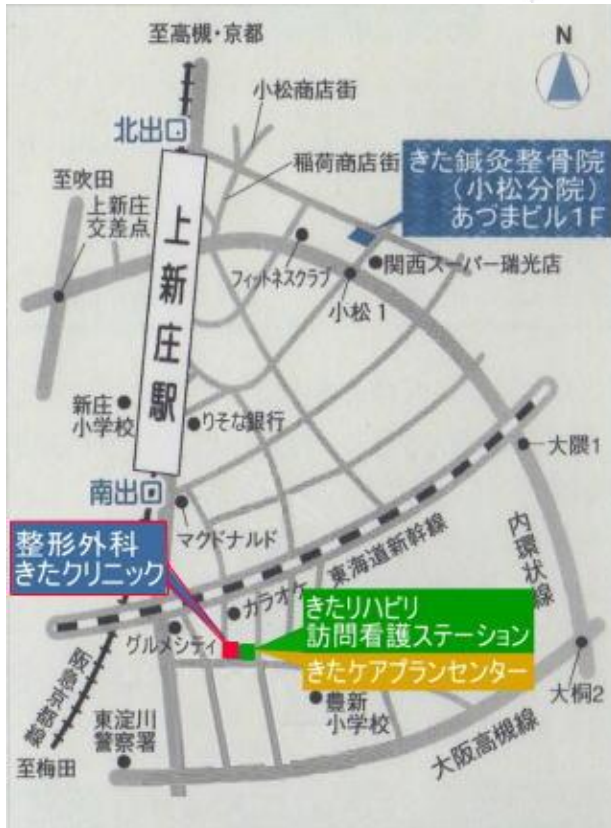 至高槻・京都
N
小松商店街
北出口
稲荷商店街
きた鍼灸整骨院
（小松分院）
あづまビル1F
至吹田
上新庄
交差点
上新庄駅
フィットネスクラブ
関西スーパー瑞光店
小松1
新庄
小学校
りそな銀行
大隈1
南出口
マクドナルド
整形外科
きたクリニック
東海道新幹線
内環状線
カラオケ
グルメシティ
きたリハビリ
訪問看護ステーション
きたケアプランセンター
阪急京都線
豊新
小学校
大桐2
東淀川
警察署
大阪高槻線
至梅田